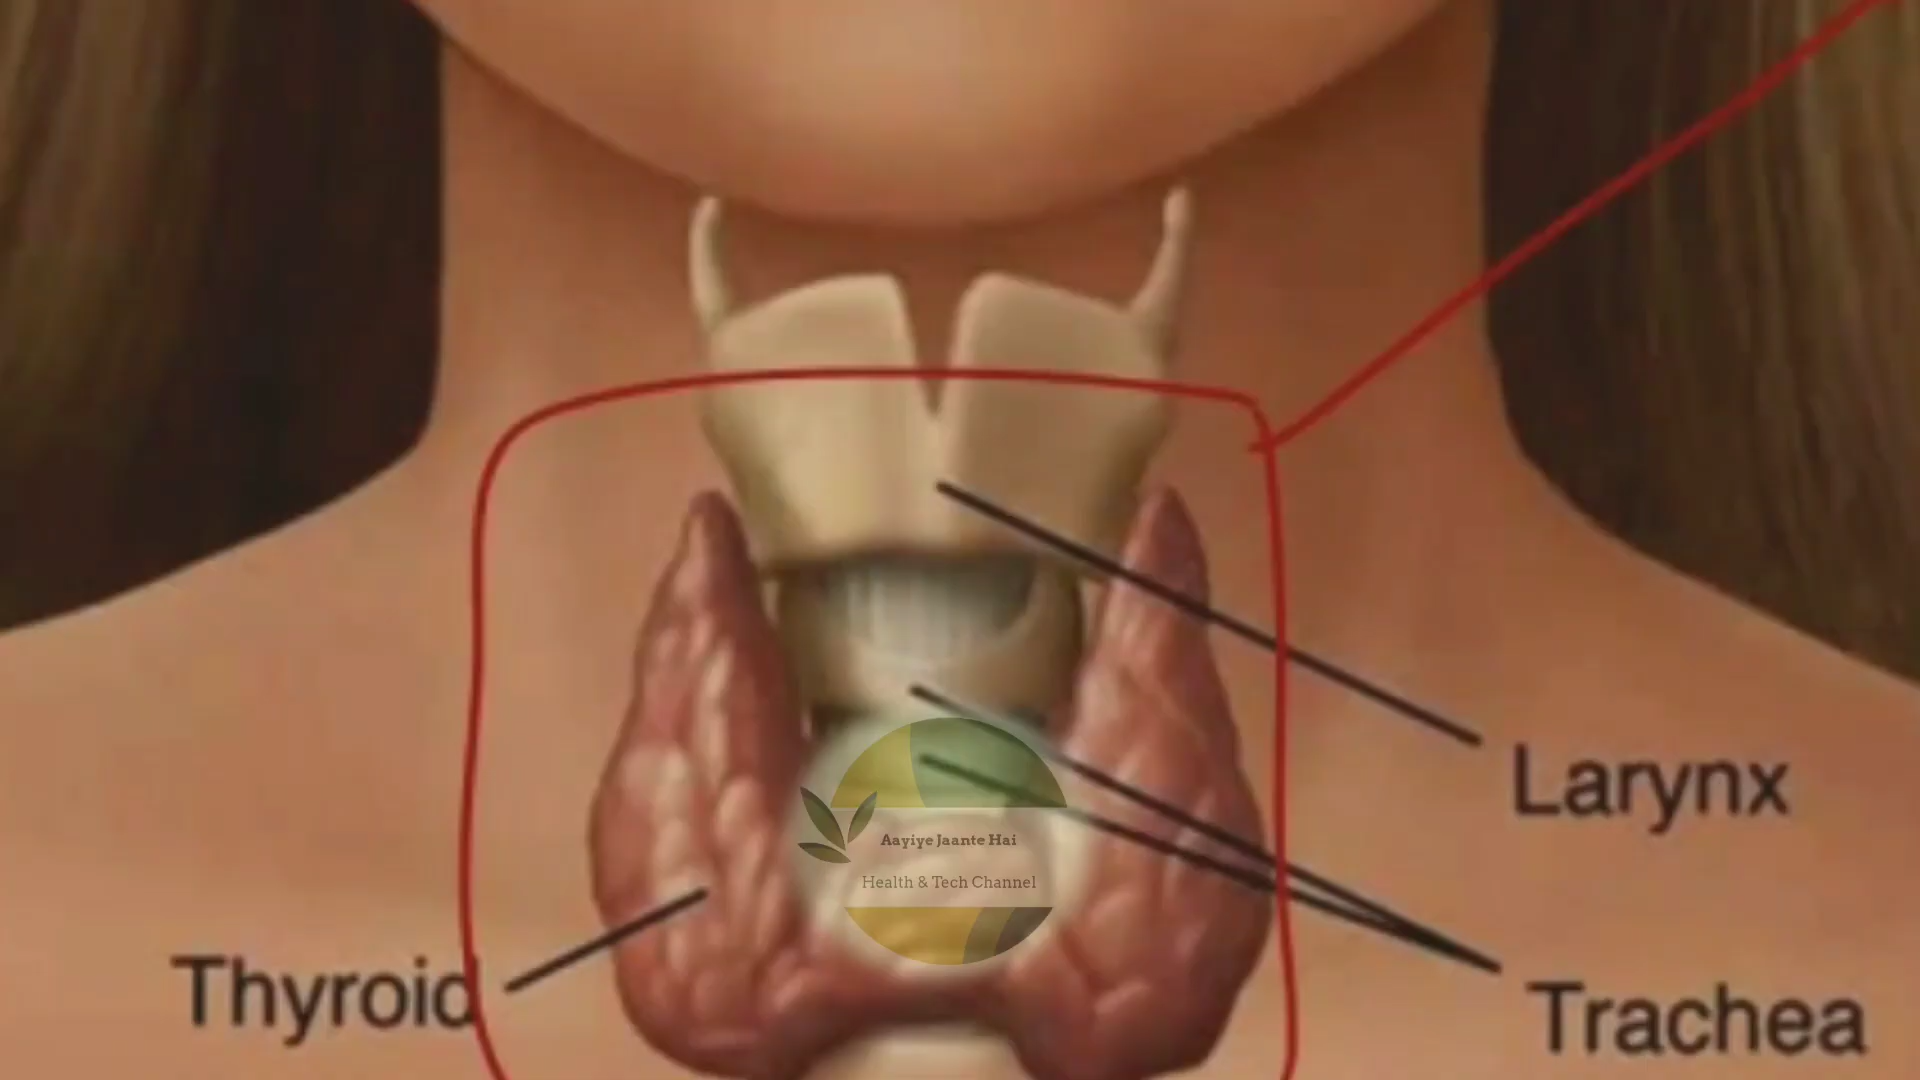 Larynx
Aayiye Jaante Hai
Health & Tech Channel
Thyroid
Trachea